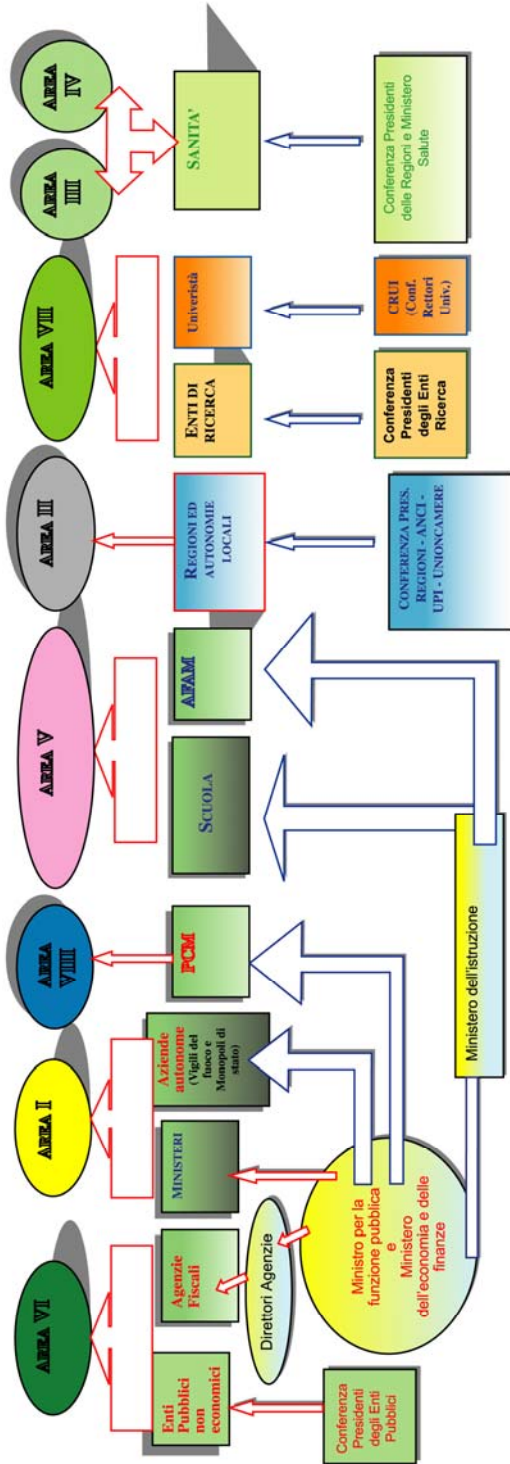 AREA VI
AREA I
AREA
VIIII
AREA V
AREA III
AREA VIII
AREA
IIII
AREA
IV
Enti
Pubblici
non
economici
Agenzie
Fiscali
MINISTERI
Aziende
autonome
(Vigili del
fuoco e
Monopoli di
stato)
PCM
SCUOLA
AFAM
REGIONI ED
AUTONOMIE
LOCALI
ENTI DI
RICERCA
Univeristà
SANITA'
Direttori Agenzie
Conferenza
Presidenti
degli Enti
Pubblici
Ministro per la
funzione pubblica
e
Ministero
dell'economia e delle
finanze
Ministero dell'istruzione
CONFERENZA PRES.
REGIONI - ANCI -
UPI - UNIONCAMERE
Conferenza
Presidenti
degli Enti
Ricerca
CRUI
(Conf.
Rettori
Univ.)
Conferenza Presidenti
delle Regioni e Ministero
Salute